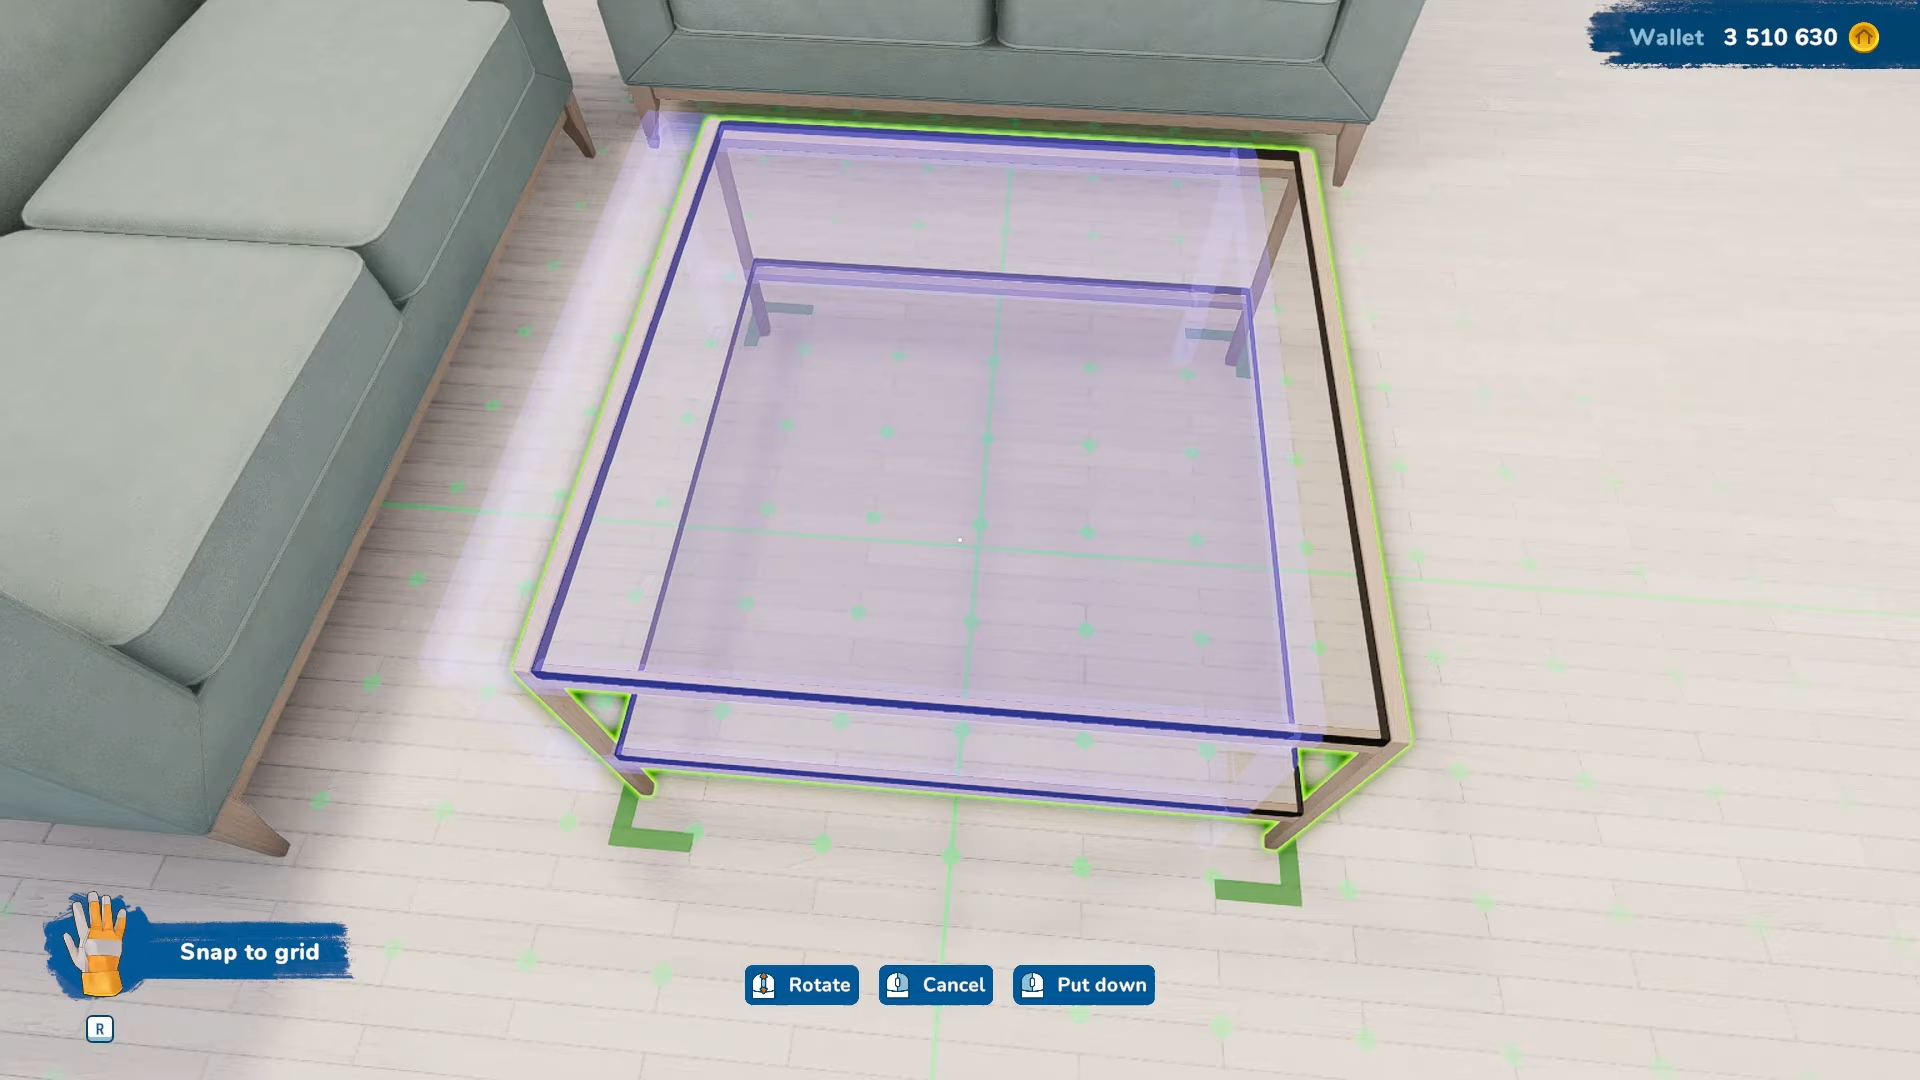 Wallet 3 510 630
Snap to grid
R
Rotate
Cancel
Put down